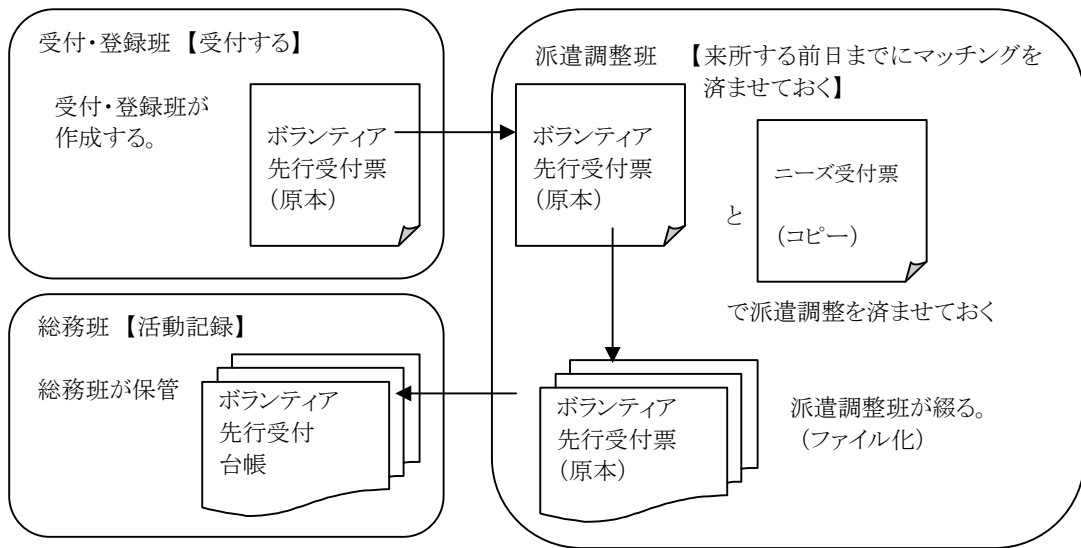 受付・登録班 【受付する】
受付・登録班が
作成する。
ボランティア
先行受付票
(原本)
派遣調整班 【来所する前日までにマッチングを
済ませておく】
ボランティア
先行受付票
(原本)
と
ニーズ受付票
(コピー)
で派遣調整を済ませておく
総務班 【活動記録】
総務班が保管
ボランティア
先行受付
台帳
ボランティア
先行受付票
(原本)
派遣調整班が綴る。
(ファイル化)